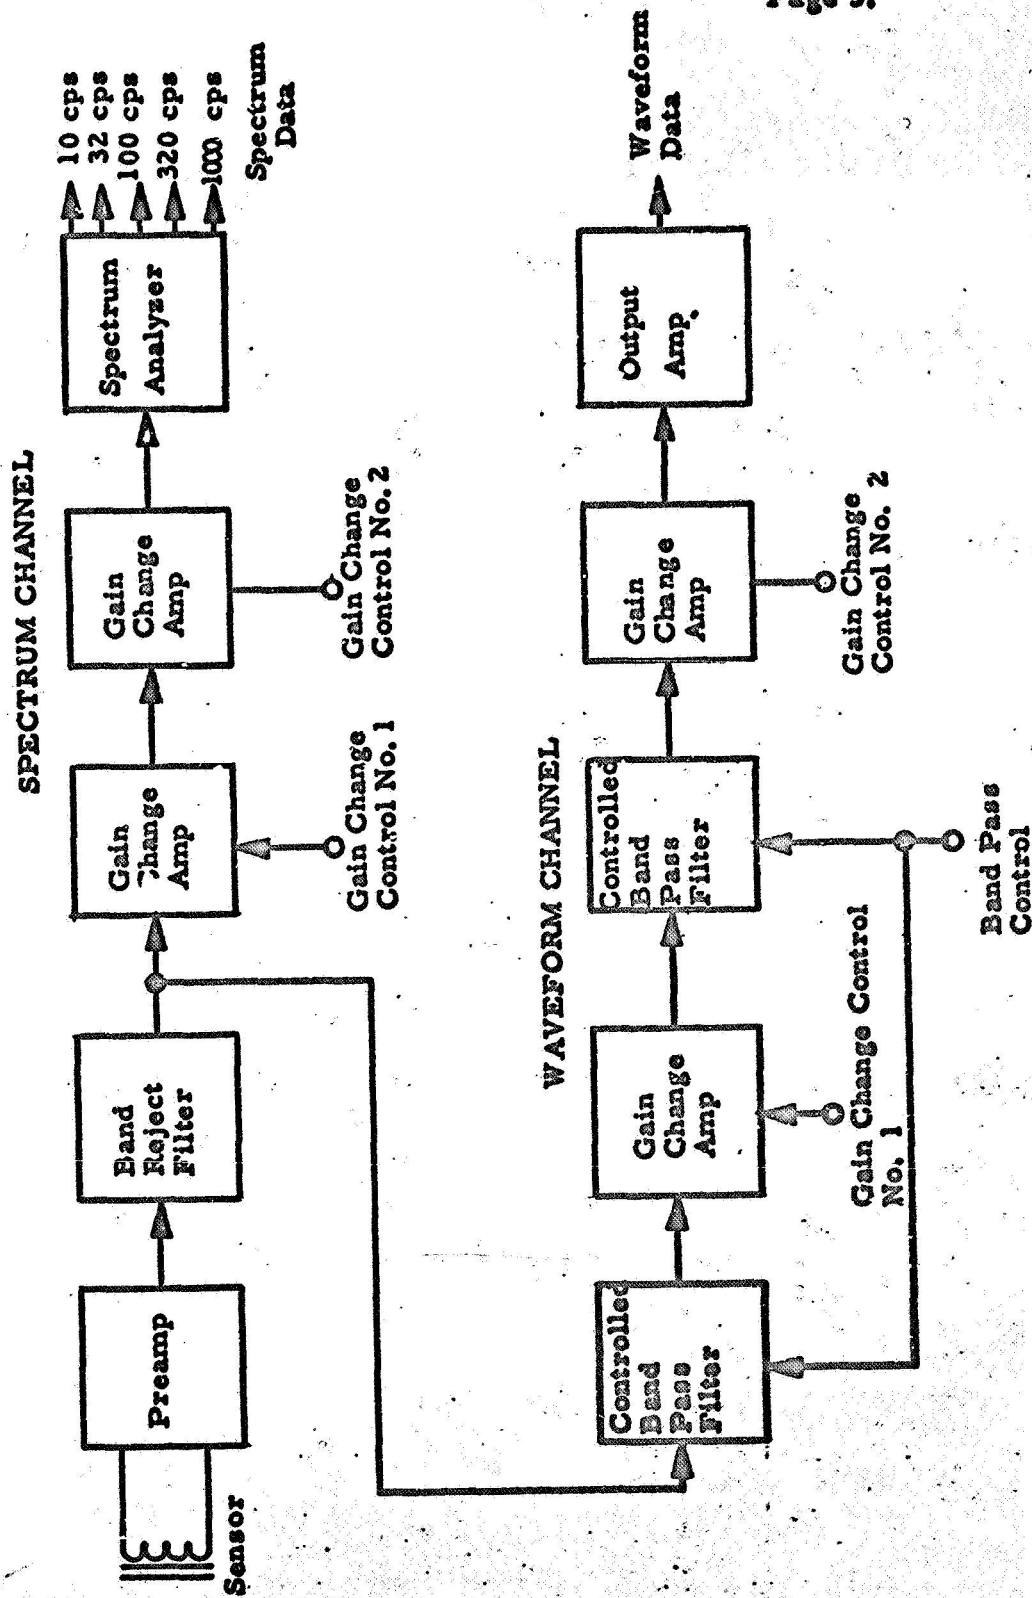 SPECTRUM CHANNEL
Sensor
Preamp
Band
Reject
Filter
Gain
Change
Amp
Gain Change
Control No. 1
Gain
Change
Amp
Gain Change
Control No. 2
Spectrum
Analyzer
10 cps
32 cps
100 cps
320 cps
1000 cps
Spectrum
Data
WAVEFORM CHANNEL
Controlled
Band
Pass
Filter
Gain
Change
Amp
Gain Change Control
No. 1
Controlled
Band
Pass
Filter
Band Pass
Control
Gain
Change
Amp
Gain Change
Control No. 2
Output
Amp.
Waveform
Data
Page